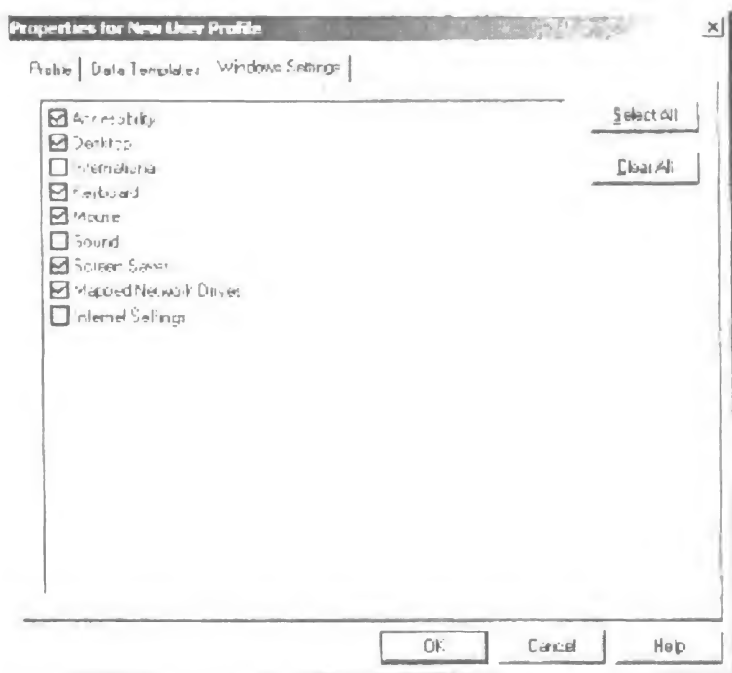 Properties for New User Profile
Profile Data Templates Windows Settings
Accessibility
Select All
Desktop
International
Clear All
Keyboard
Mouse
Sound
Screen Saver
Mapped Network Drives
Internet Settings
OK Cancel Help